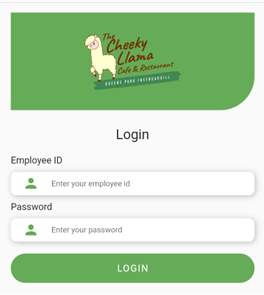 The
Cheeky
Llama
Cafe & Restaurant
QUEENS PARK INVERCARGILL
Login
Employee ID
Enter your employee id
Password
Enter your password
LOGIN